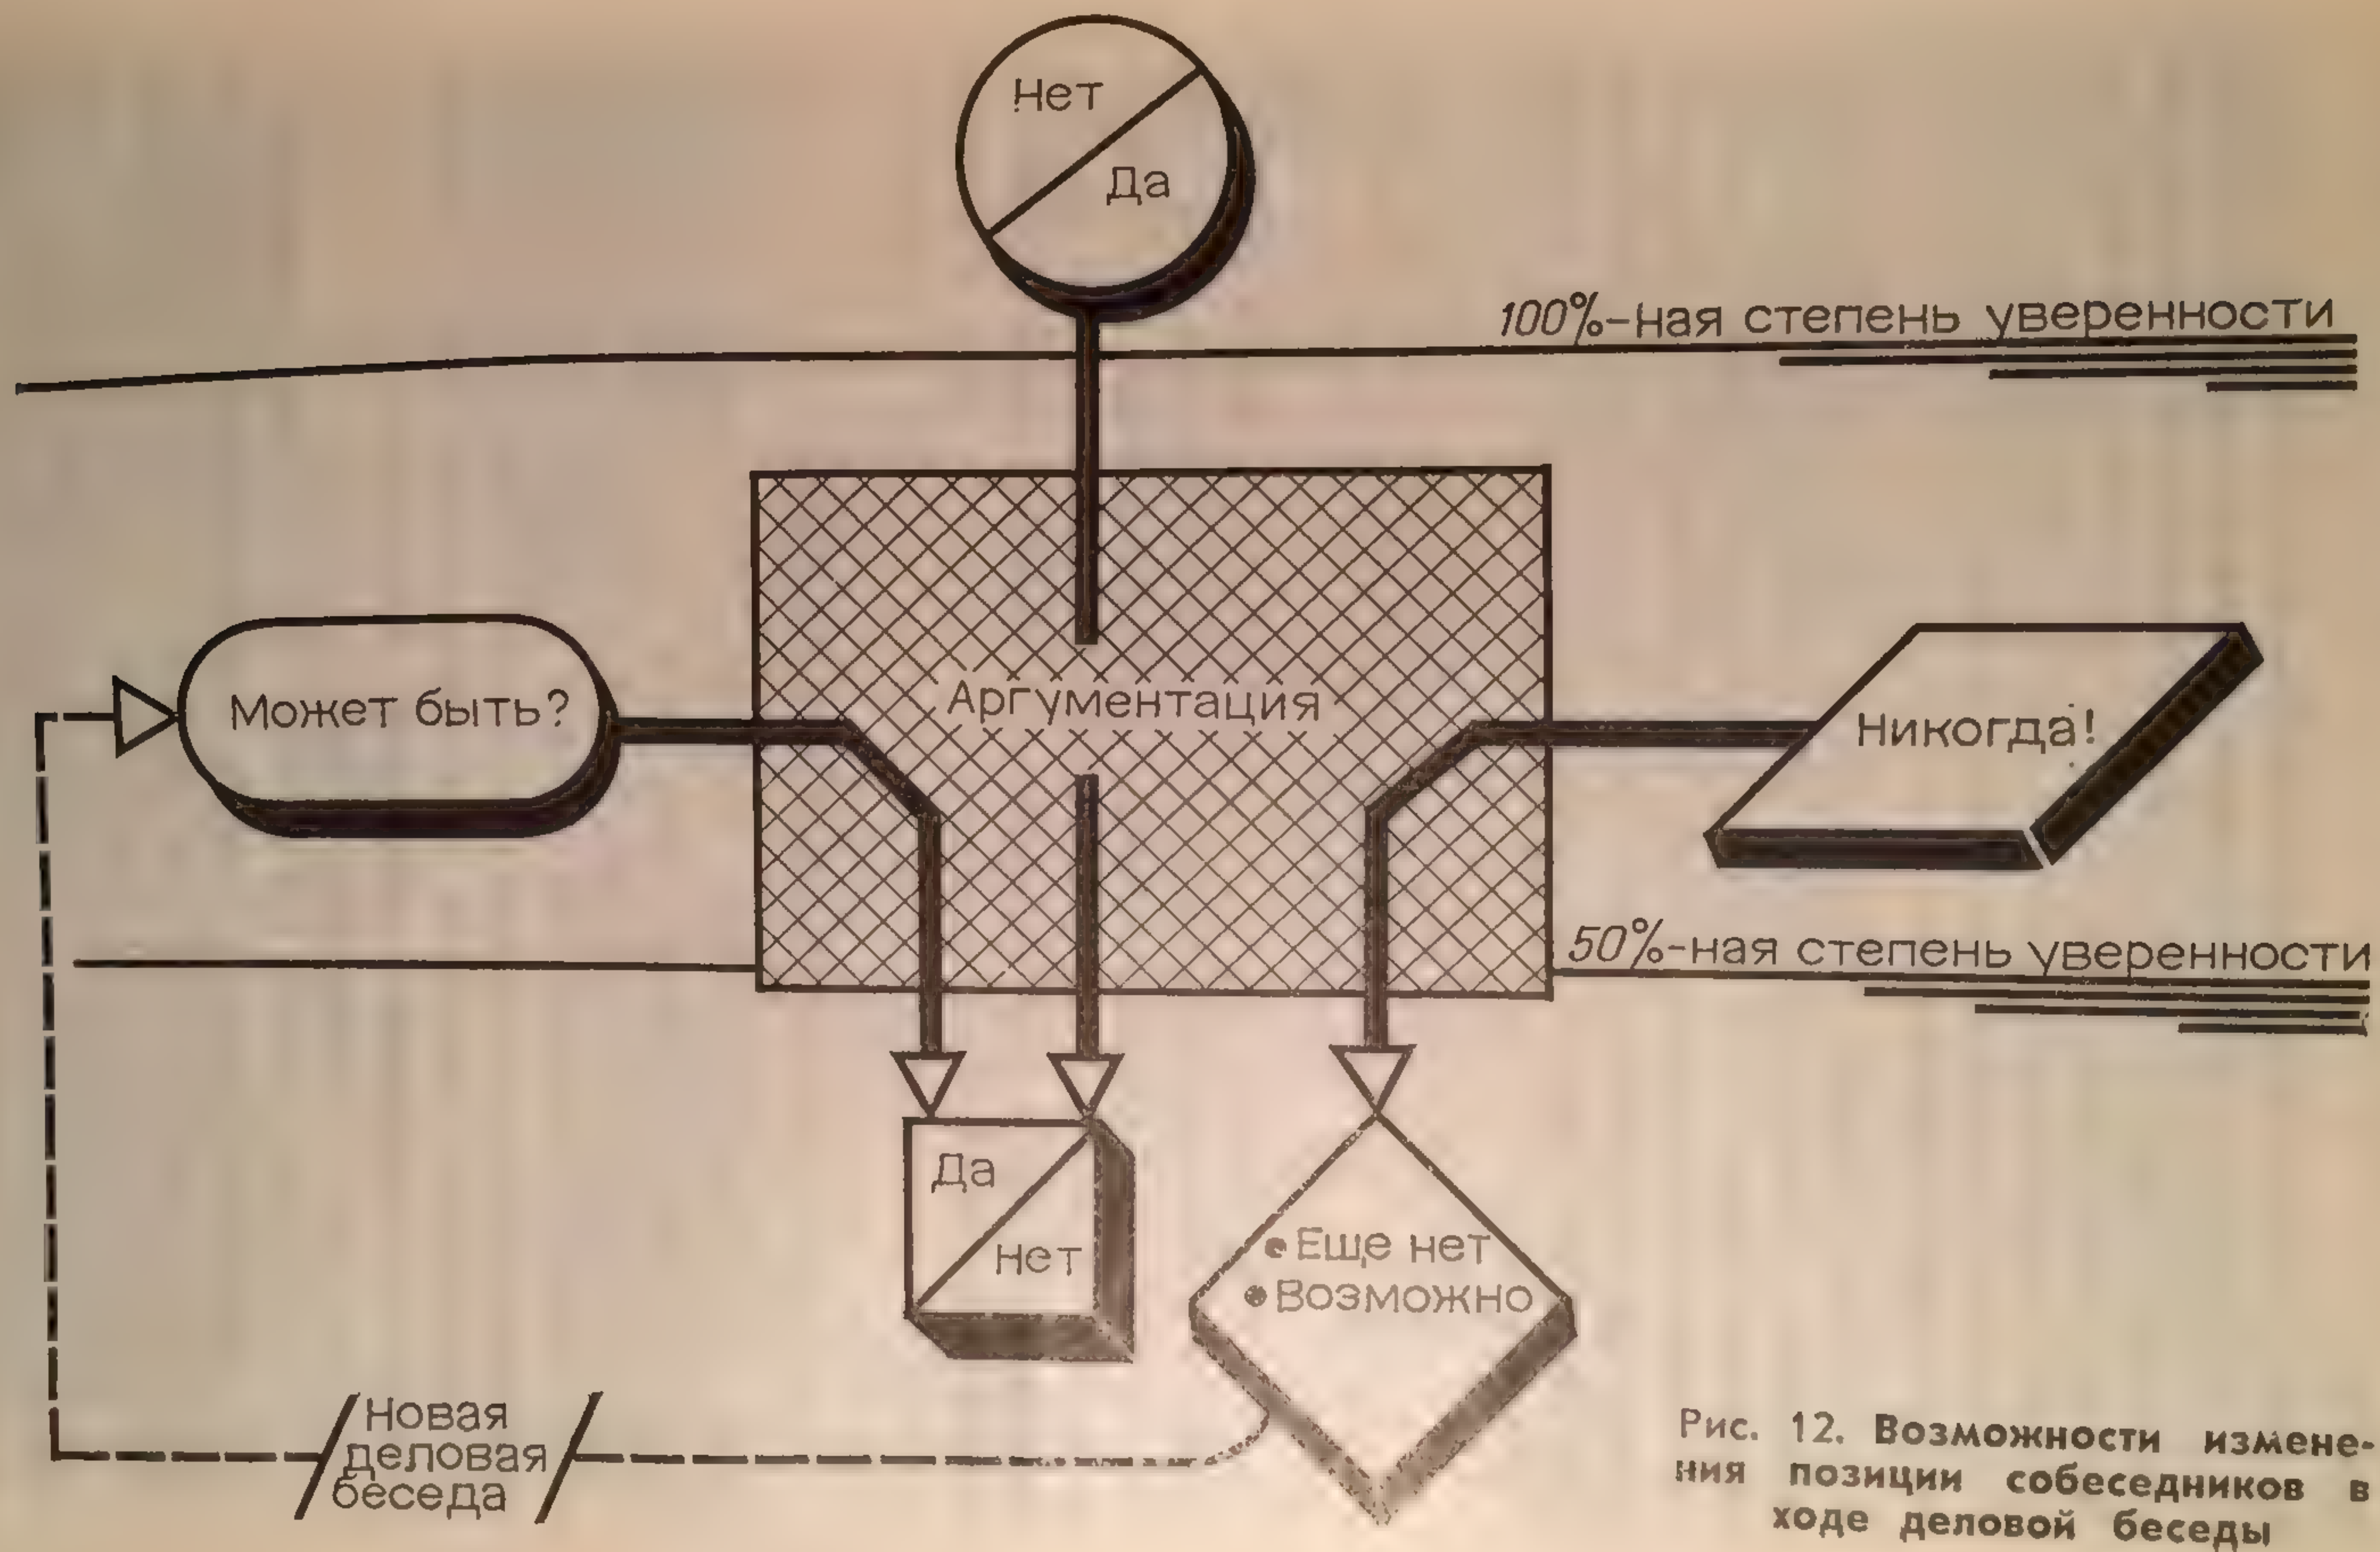 Нет
Да
100%-ная степень уверенности
Аргументация
Может быть?
Никогда!
50%-ная степень уверенности
Да
Нет
• Еще нет
• Возможно
Новая
деловая
беседа
Рис. 12. Возможности измене-
ния позиции собеседников в
ходе деловой беседы